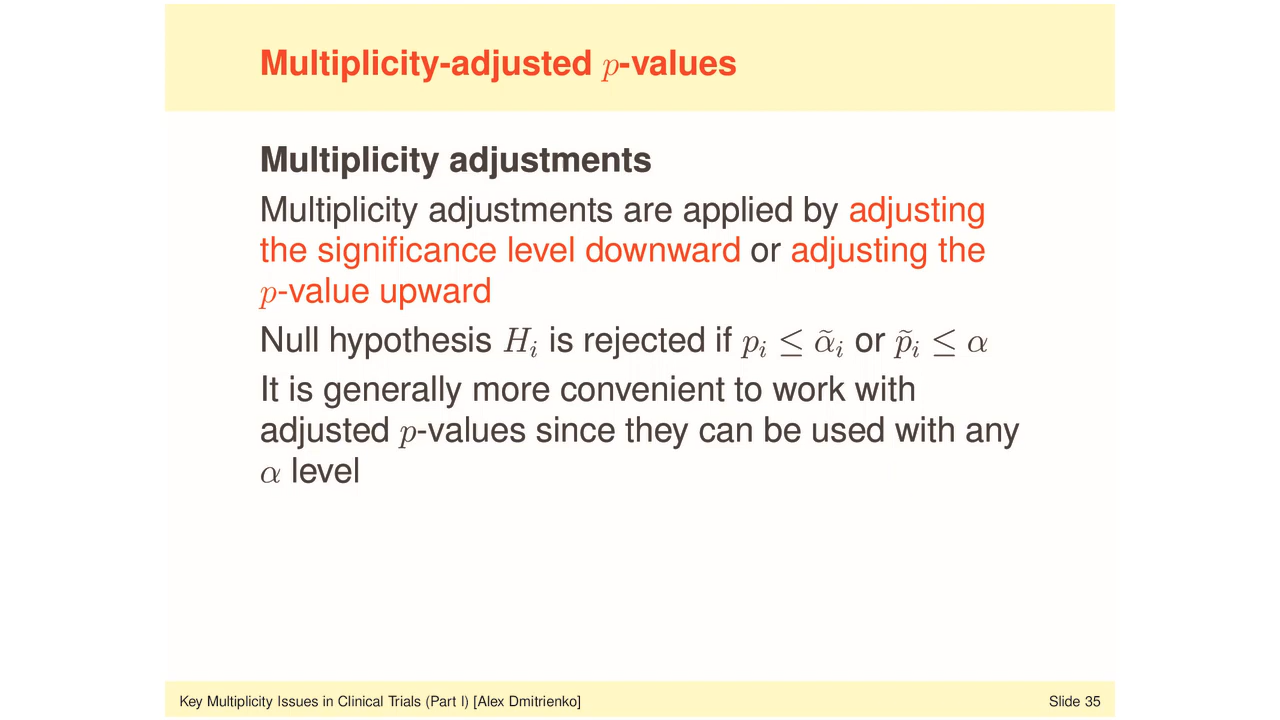 Multiplicity-adjusted p-values
Multiplicity adjustments
Multiplicity adjustments are applied by adjusting
the significance level downward or adjusting the
p-value upward
Null hypothesis Hᵢ is rejected if pᵢ ≤ α̃ᵢ or p̃ᵢ ≤ α
It is generally more convenient to work with
adjusted p-values since they can be used with any
α level
Key Multiplicity Issues in Clinical Trials (Part I) [Alex Dmitrienko]
Slide 35